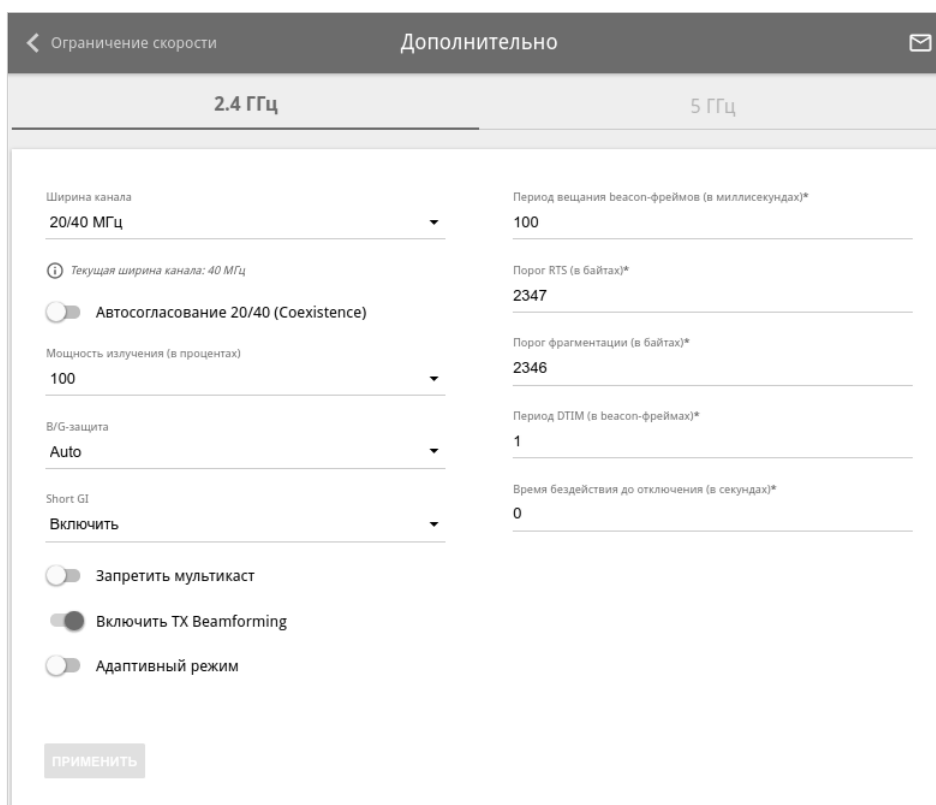 Ограничение скорости
Дополнительно
2.4 ГГц
5 ГГц
Ширина канала
20/40 МГц
Текущая ширина канала: 40 МГц
Автосогласование 20/40 (Coexistence)
Мощность излучения (в процентах)
100
B/G-защита
Auto
Short GI
Включить
Запретить мультикаст
Включить TX Beamforming
Адаптивный режим
ПРИМЕНИТЬ
Период вещания beacon-фреймов (в миллисекундах)*
100
Порог RTS (в байтах)*
2347
Порог фрагментации (в байтах)*
2346
Период DTIM (в beacon-фреймах)*
1
Время бездействия до отключения (в секундах)*
0